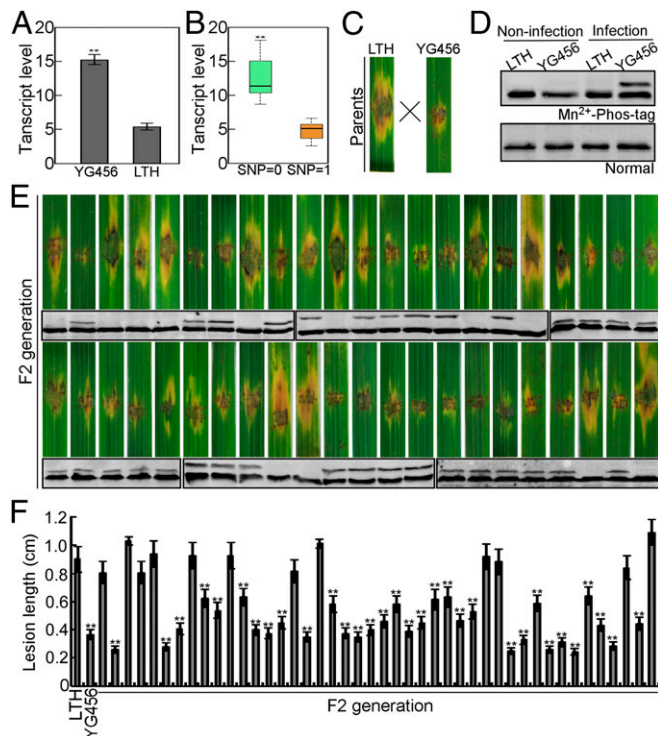 A
Tanscript level
20
15
10
5
0
**
YG456 LTH
B
Tanscript level
20
15
10
5
0
**
SNP=0 SNP=1
C
LTH YG456
Parents
D
Non-infection Infection
LTH YG456 LTH YG456
Mn2+-Phos-tag
Normal
E
F2 generation
F
Lesion length (cm)
1.2
1.0
0.8
0.6
0.4
0.2
0
** ** ** ** ** ** ** ** ** ** ** ** ** ** ** ** ** ** ** ** ** ** ** ** ** ** ** ** ** ** ** ** ** **
LTH
YG456
F2 generation